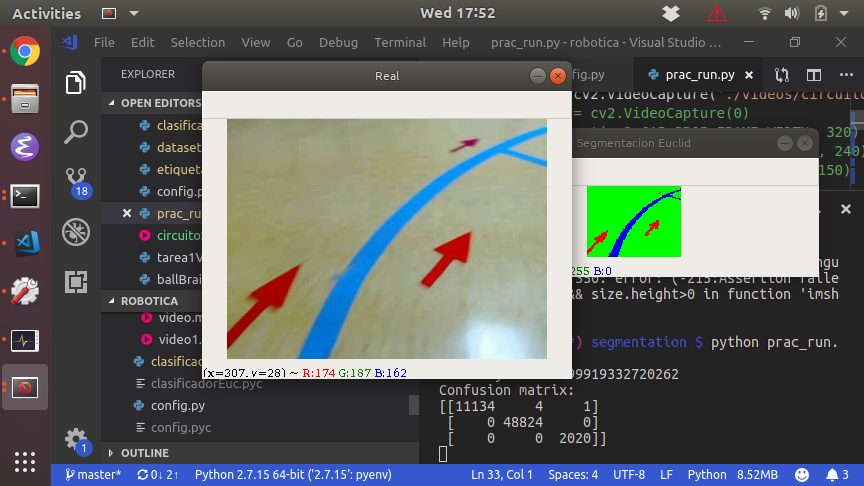 Activities
Wed 17:52
File Edit Selection View Go Debug Terminal Help prac_run.py - robotica - Visual Studio ...
EXPLORER
fig.py
prac_run.py
OPEN EDITORS
clasifica
dataset
etiqueta
config.p
prac_ru
circuito
tarea1V
ballBrai
ROBOTICA
video.m
video1.
clasificado
clasificadorEuc.pyc
config.py
config.pyc
OUTLINE
18
1
Real
(x=307, y=28) ~ R:174 G:187 B:162
cv2.VideoCapture("./videos/circuito
= cv2.VideoCapture(0)
320)
, 240)
150)
Segmentacion Euclid
255 B:0
ngu
error: (-215:Assertion faile
&& size.height>0 in function 'imsh
) segmentation $ python prac_run.
99919332720262
Confusion matrix:
[[11134 4 1]
[ 0 48824 0]
[ 0 0 2020]]
master* 0↓ 2↑ Python 2.7.15 64-bit ('2.7.15': pyenv) Ln 33, Col 1 Spaces: 4 UTF-8 LF Python 8.52MB 3